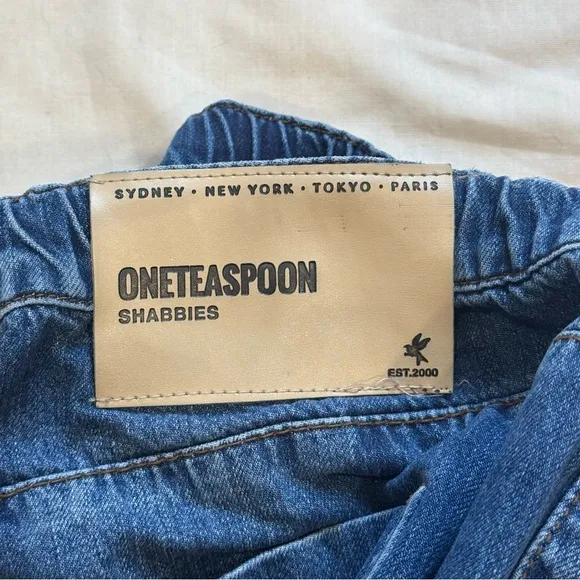 SYDNEY · NEW YORK · TOKYO · PARIS
ONETEASPOON
SHABBIES
EST.2000